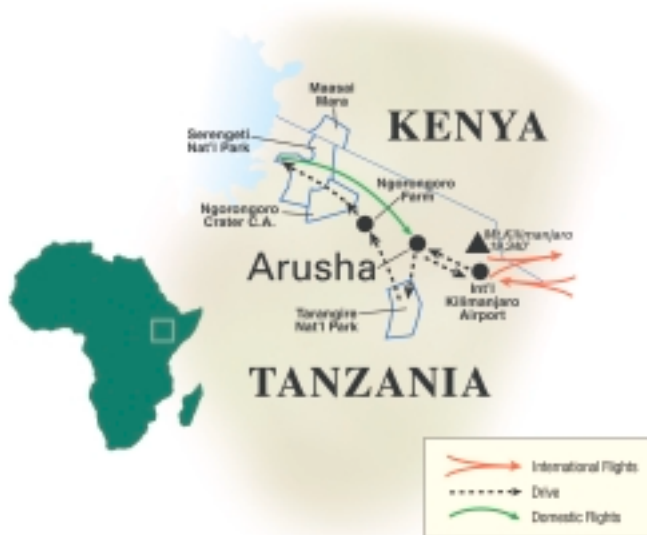 Maasai
Mara
KENYA
Serengeti
Nat'l Park
Ngorongoro
Farm
Ngorongoro
Crater C.A.
Mt.Kilimanjaro
Arusha
Int'l
Kilimanjaro
Airport
Tarangire
Nat'l Park
TANZANIA
International Flights
Drive
Domestic Flights